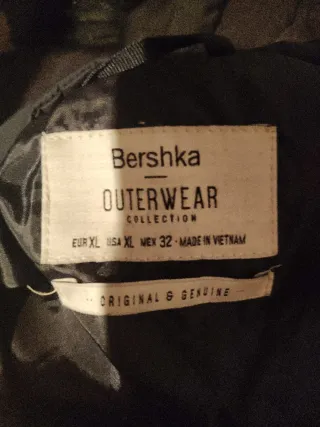 Bershka
OUTERWEAR
COLLECTION
EUR XL USA XL MEX 32 · MADE IN VIETNAM
-- ORIGINAL & GENUINE --